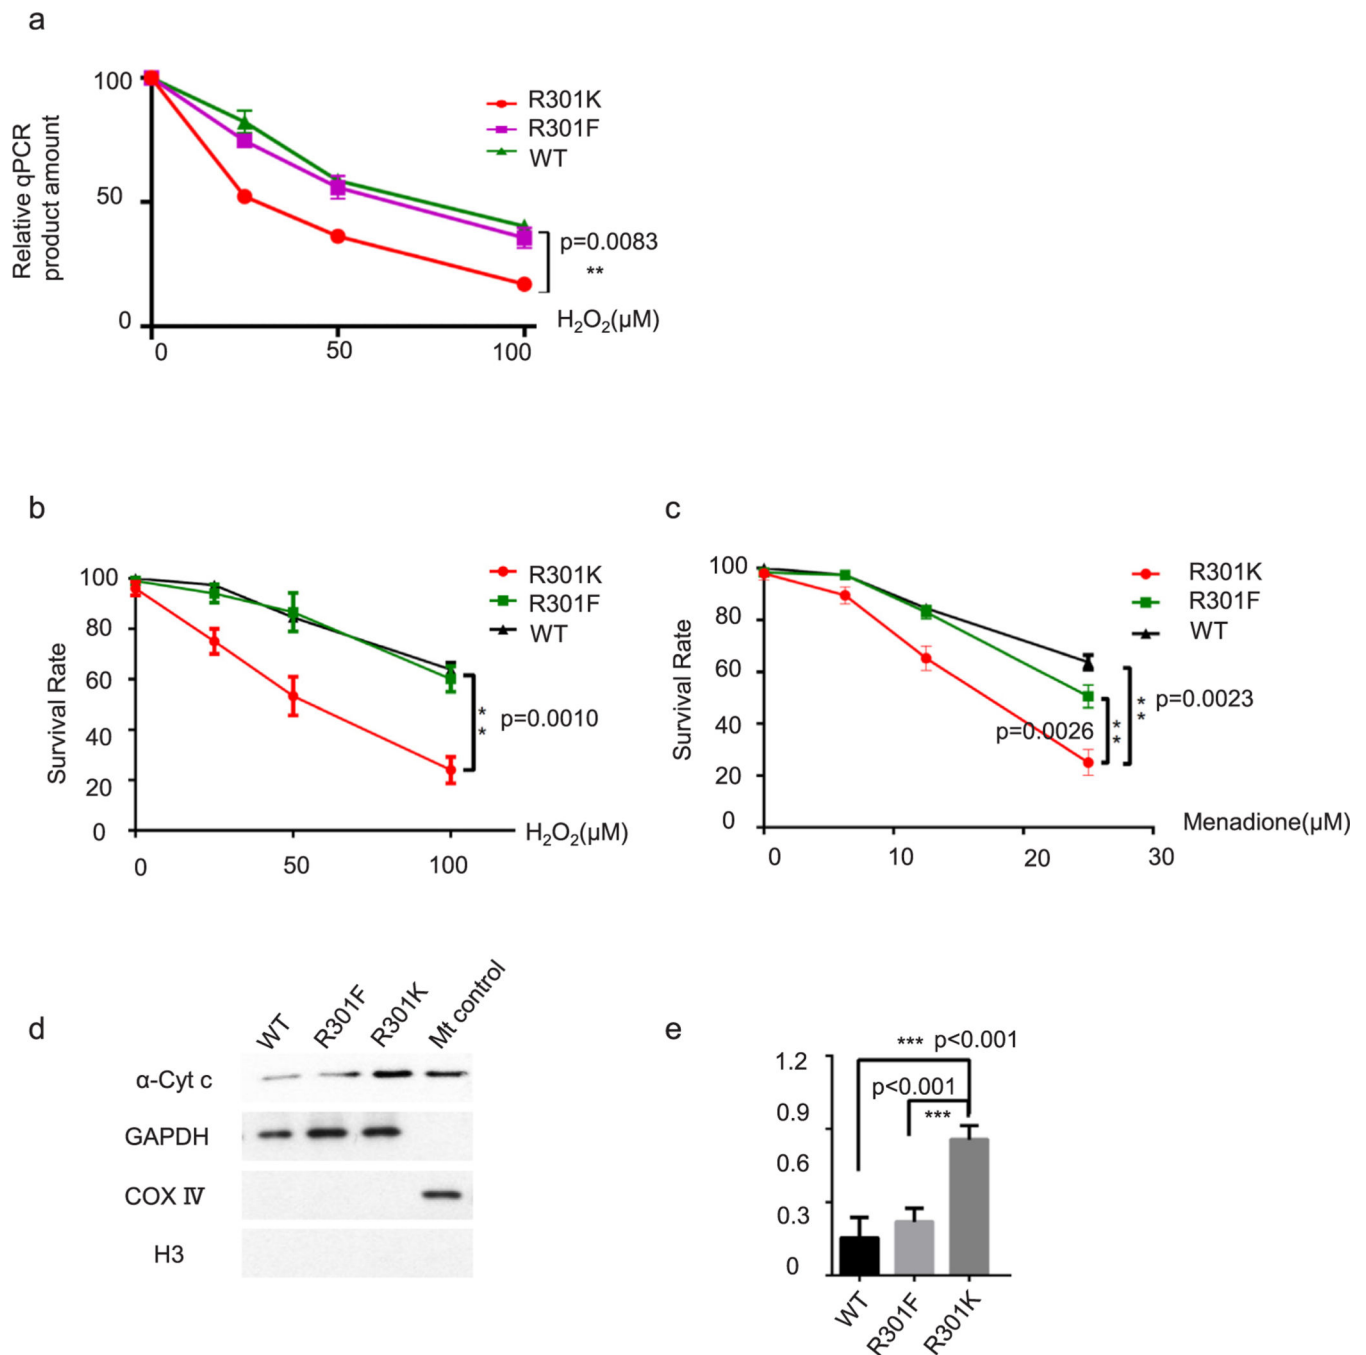 a
Relative qPCR
product amount
100
50
0
0
50
100
R301K
R301F
WT
p=0.0083
**
H₂O₂(μM)
b
Survival Rate
100
80
60
40
20
0
0
50
100
R301K
R301F
WT
**
p=0.0010
H₂O₂(μM)
c
Survival Rate
100
80
60
40
20
0
0
10
20
30
R301K
R301F
WT
p=0.0026
**
**
p=0.0023
Menadione(μM)
d
WT
R301F
R301K
Mt control
α-Cyt c
GAPDH
COX Ⅳ
H3
e
*** p<0.001
p<0.001
***
1.2
0.9
0.6
0.3
0
WT
R301F
R301K